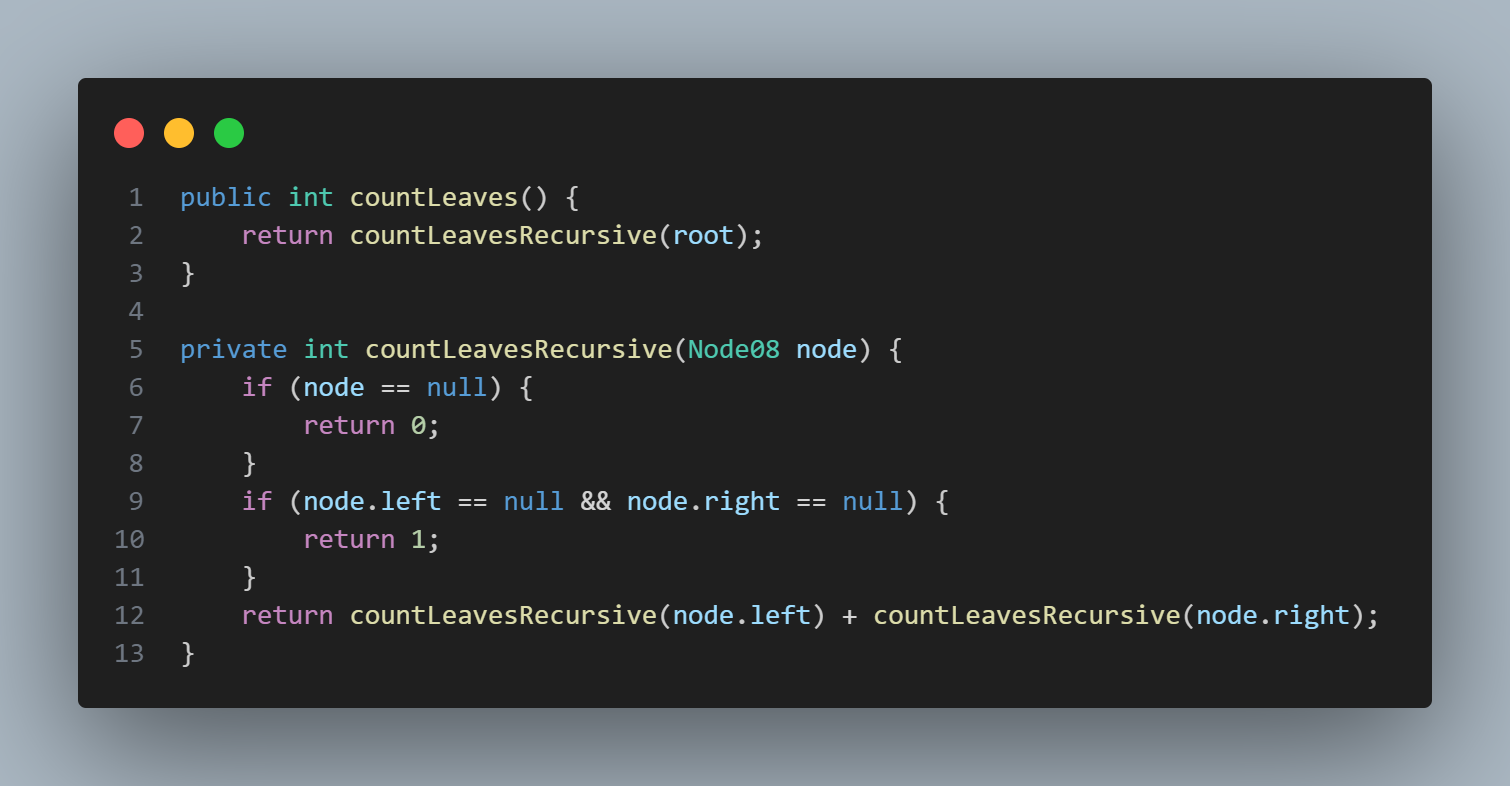 1 public int countLeaves() {
2     return countLeavesRecursive(root);
3 }
4
5 private int countLeavesRecursive(Node08 node) {
6     if (node == null) {
7         return 0;
8     }
9     if (node.left == null && node.right == null) {
10         return 1;
11     }
12     return countLeavesRecursive(node.left) + countLeavesRecursive(node.right);
13 }